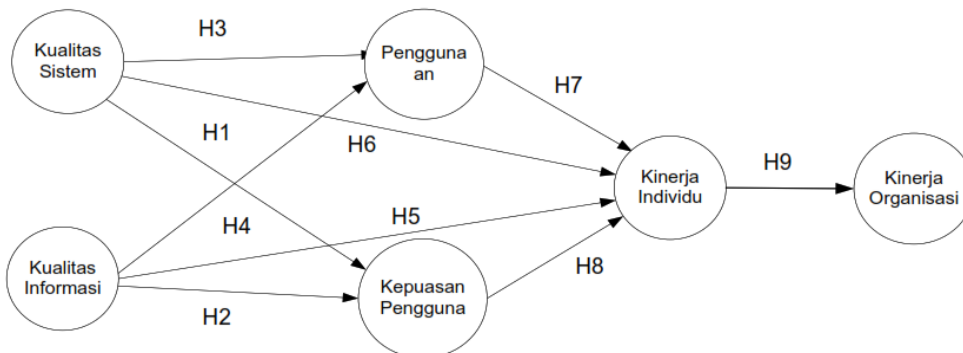 H3
Kualitas
Sistem
Pengguna
an
H7
H1
H6
Kinerja
Individu
H9
Kinerja
Organisasi
H4
H5
Kualitas
Informasi
H2
Kepuasan
Pengguna
H8